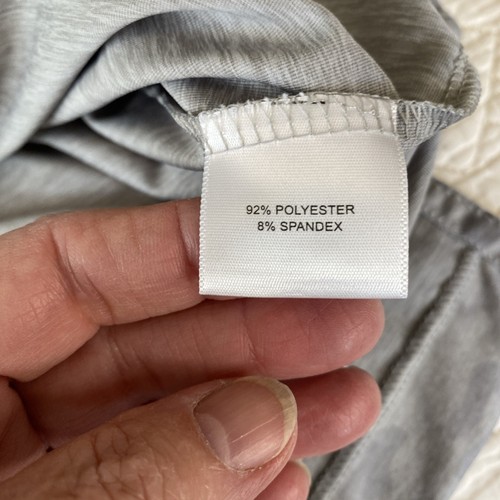 92% POLYESTER
8% SPANDEX